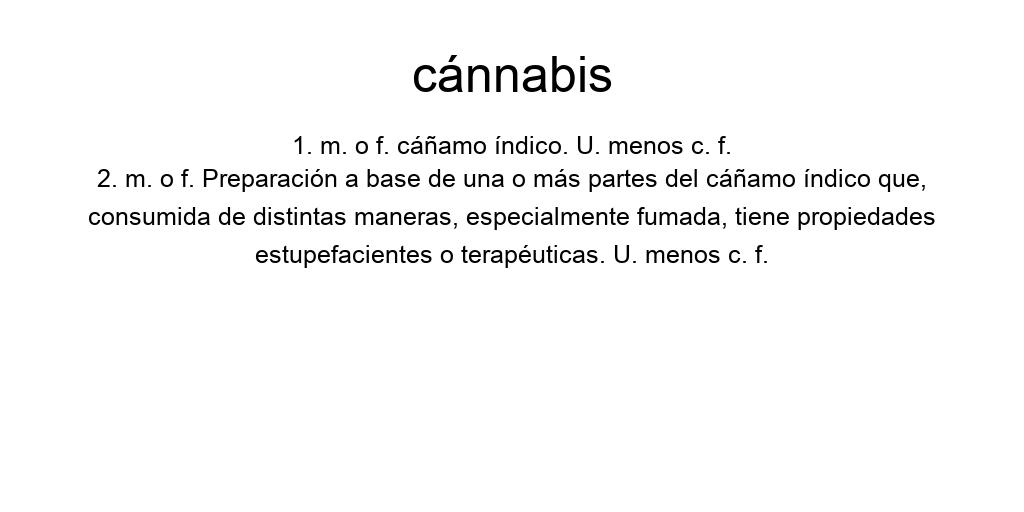 cánnabis
1. m. o f. cáñamo índico. U. menos c. f.
2. m. o f. Preparación a base de una o más partes del cáñamo índico que,
consumida de distintas maneras, especialmente fumada, tiene propiedades
estupefacientes o terapéuticas. U. menos c. f.